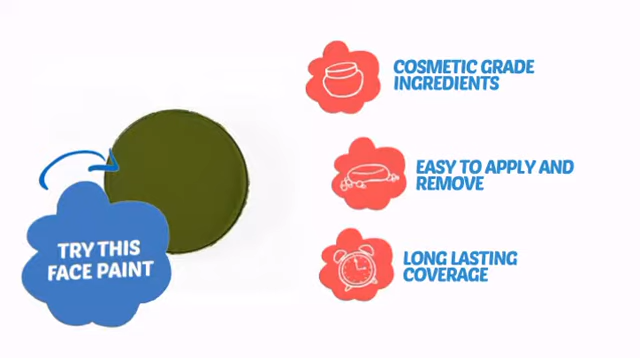 COSMETIC GRADE
INGREDIENTS
EASY TO APPLY AND
REMOVE
TRY THIS
FACE PAINT
LONG LASTING
COVERAGE